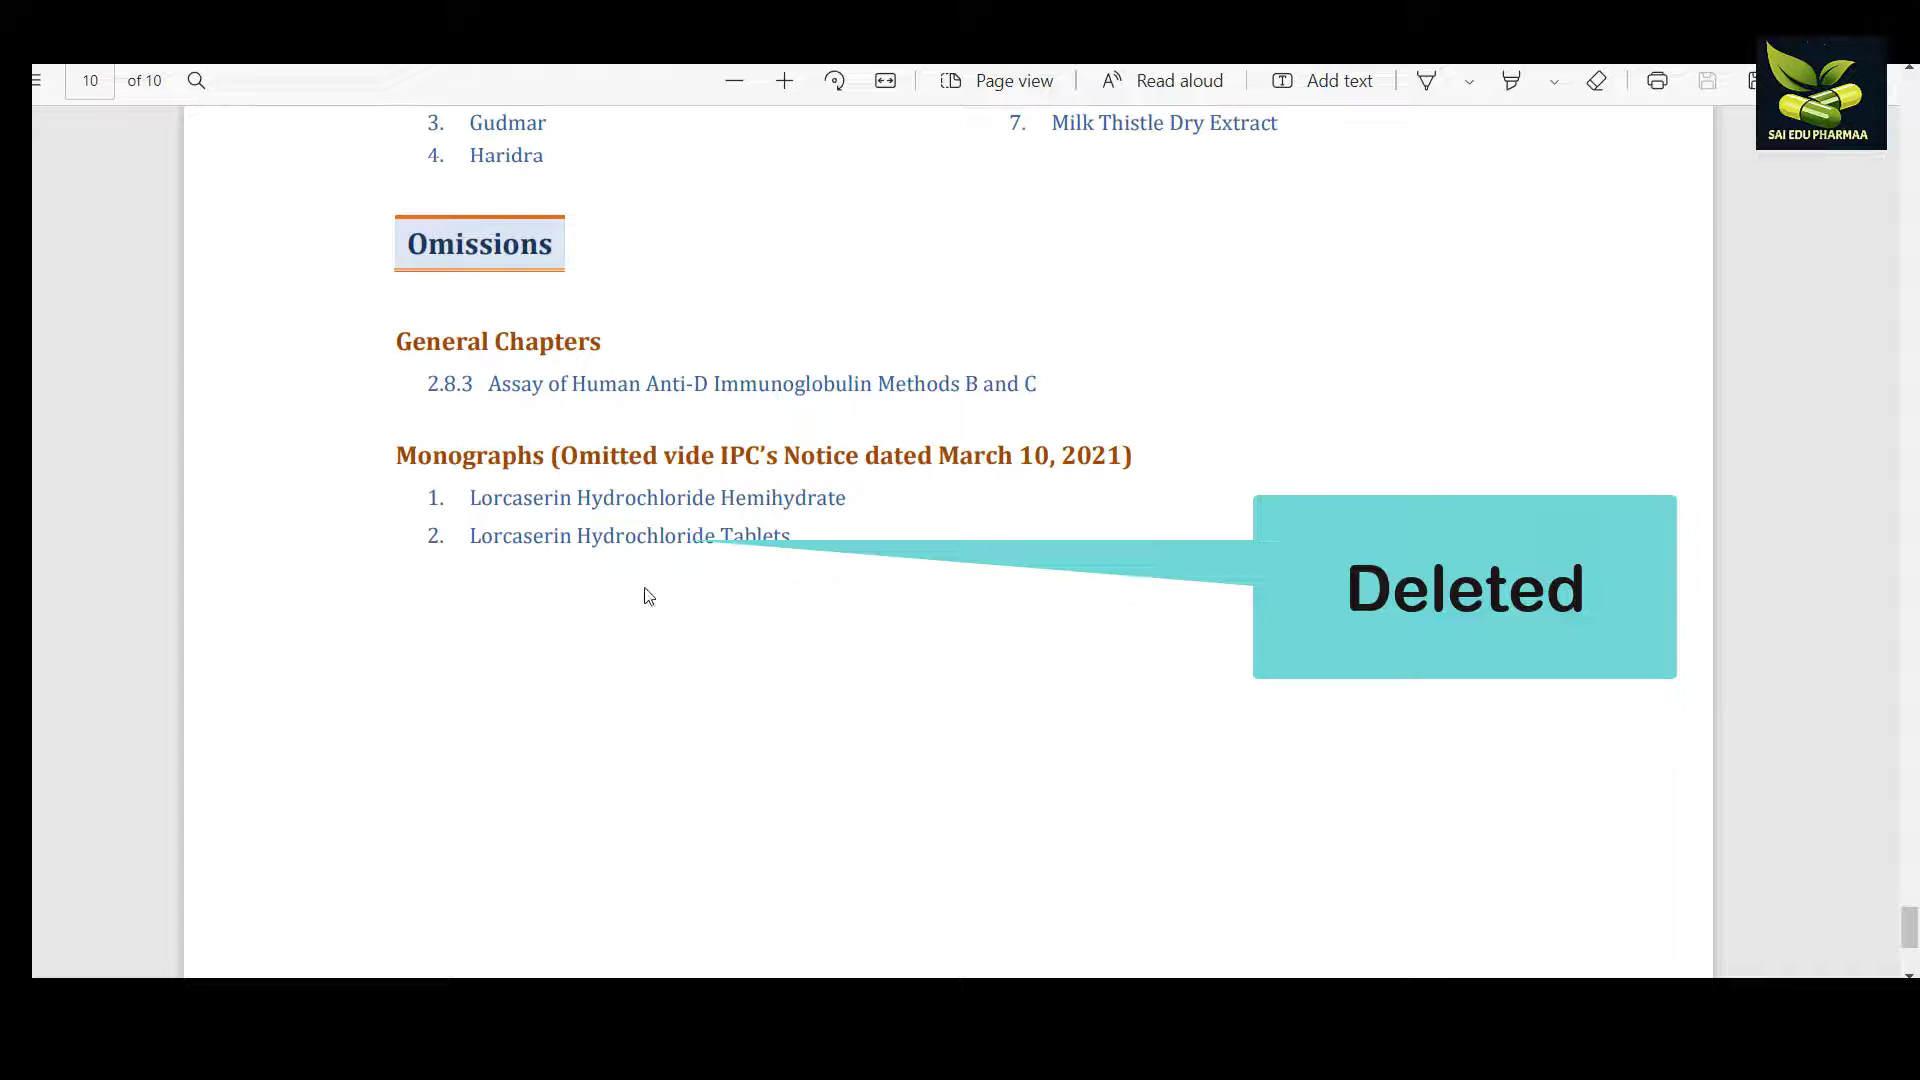 10 of 10 Page view Read aloud Add text
SAI EDU PHARMAA
3. Gudmar
7. Milk Thistle Dry Extract
4. Haridra
Omissions
General Chapters
2.8.3 Assay of Human Anti-D Immunoglobulin Methods B and C
Monographs (Omitted vide IPC’s Notice dated March 10, 2021)
1. Lorcaserin Hydrochloride Hemihydrate
2. Lorcaserin Hydrochloride Tablets
Deleted